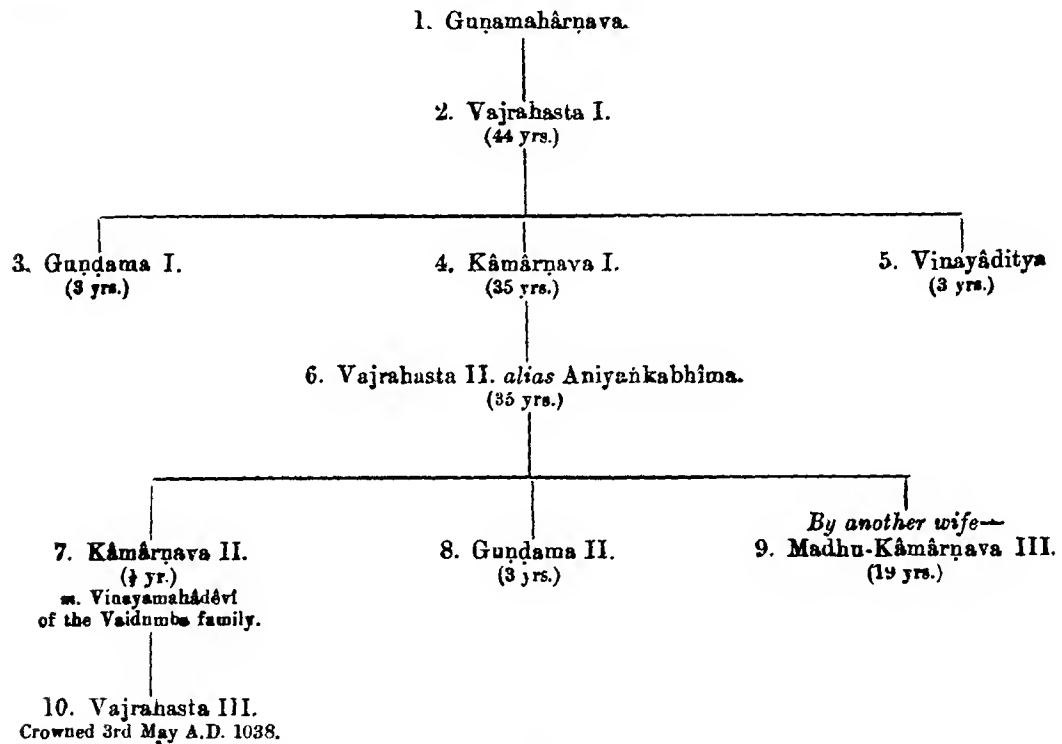 1. Guṇamahârṇava.
2. Vajrahasta I.
(44 yrs.)
3. Guṇḍama I.
(3 yrs.)
4. Kâmârṇava I.
(35 yrs.)
5. Vinayâditya
(3 yrs.)
6. Vajrahasta II. alias Aniyaṅkabhîma.
(35 yrs.)
7. Kâmârṇava II.
(½ yr.)
m. Vinayamahâdêvî
of the Vaidumba family.
8. Guṇḍama II.
(3 yrs.)
By another wife—
9. Madhu-Kâmârṇava III.
(19 yrs.)
10. Vajrahasta III.
Crowned 3rd May A.D. 1038.